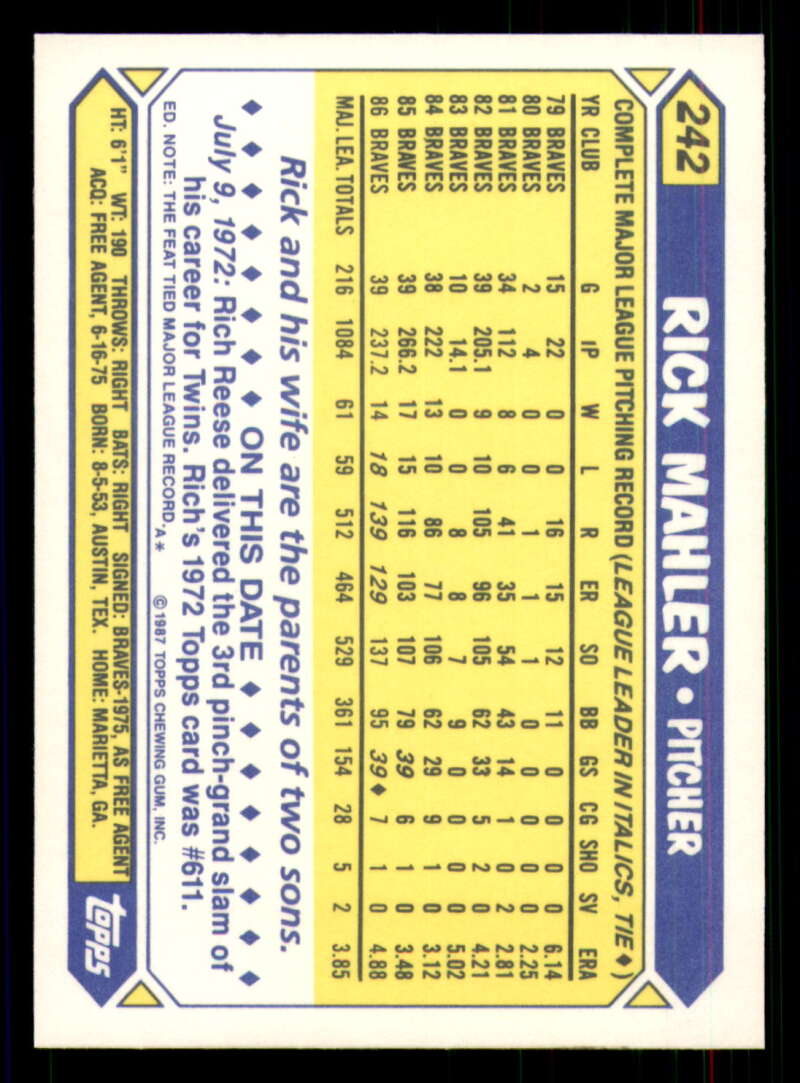 242
RICK MAHLER • PITCHER
COMPLETE MAJOR LEAGUE PITCHING RECORD (LEAGUE LEADER IN ITALICS, TIE ♦)
YR CLUB G IP W L R ER SO BB GS CG SHO SV ERA
79 BRAVES 15 22 0 0 16 15 12 11 0 0 0 0 6.14
80 BRAVES 2 4 0 0 1 1 1 0 0 0 0 0 2.25
81 BRAVES 34 112 8 6 41 35 54 43 14 1 0 2 2.81
82 BRAVES 39 205.1 9 10 105 96 105 62 33 5 2 0 4.21
83 BRAVES 10 14.1 0 0 8 8 7 9 0 0 0 0 5.02
84 BRAVES 38 222 13 10 86 77 106 62 29 9 1 0 3.12
85 BRAVES 39 266.2 17 15 116 103 107 79 39 6 1 0 3.48
86 BRAVES 39 237.2 14 18 139 129 137 95 39♦ 7 1 0 4.88
MAJ. LEA. TOTALS 216 1084 61 59 512 464 529 361 154 28 5 2 3.85
Rick and his wife are the parents of two sons.
♦ ♦ ♦ ♦ ♦ ♦ ♦ ♦ ON THIS DATE ♦ ♦ ♦ ♦ ♦ ♦ ♦ ♦
July 9, 1972: Rich Reese delivered the 3rd pinch-grand slam of
his career for Twins. Rich's 1972 Topps card was #611.
ED. NOTE: THE FEAT TIED MAJOR LEAGUE RECORD. A* © 1987 TOPPS CHEWING GUM, INC.
HT: 6'1" WT: 190 THROWS: RIGHT BATS: RIGHT SIGNED: BRAVES-1975, AS FREE AGENT
ACQ: FREE AGENT, 6-16-75 BORN: 8-5-53, AUSTIN, TEX. HOME: MARIETTA, GA.
topps